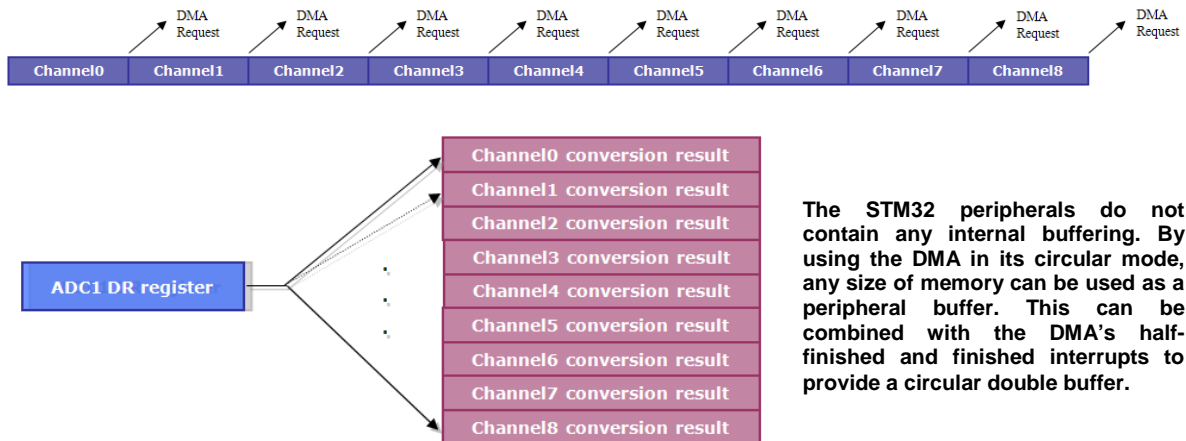 DMA
Request
DMA
Request
DMA
Request
DMA
Request
DMA
Request
DMA
Request
DMA
Request
DMA
Request
DMA
Request
Channel0
Channel1
Channel2
Channel3
Channel4
Channel5
Channel6
Channel7
Channel8
ADC1 DR register
Channel0 conversion result
Channel1 conversion result
Channel2 conversion result
Channel3 conversion result
Channel4 conversion result
Channel5 conversion result
Channel6 conversion result
Channel7 conversion result
Channel8 conversion result
The STM32 peripherals do not
contain any internal buffering. By
using the DMA in its circular mode,
any size of memory can be used as a
peripheral buffer. This can be
combined with the DMA’s half-
finished and finished interrupts to
provide a circular double buffer.